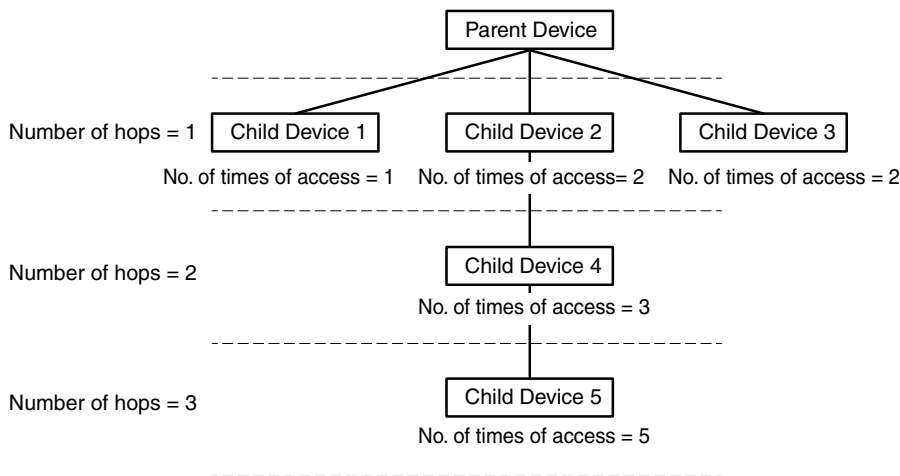 Parent Device
Number of hops = 1
Child Device 1
Child Device 2
Child Device 3
No. of times of access = 1
No. of times of access= 2
No. of times of access = 2
Number of hops = 2
Child Device 4
No. of times of access = 3
Number of hops = 3
Child Device 5
No. of times of access = 5